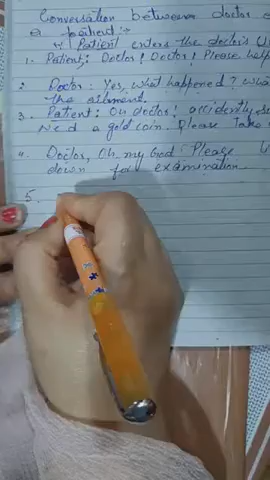 Conversation between doctor
patient:-
Patient enters the doctor's
1. Patient; Doctor! Doctor! Please help
2. Doctor: Yes, what happened?
the ailment.
3. Patient: Oh doctor! accidently
a gold coin. Please Take
4. Doctor, Oh my God Please
down for examination
5.